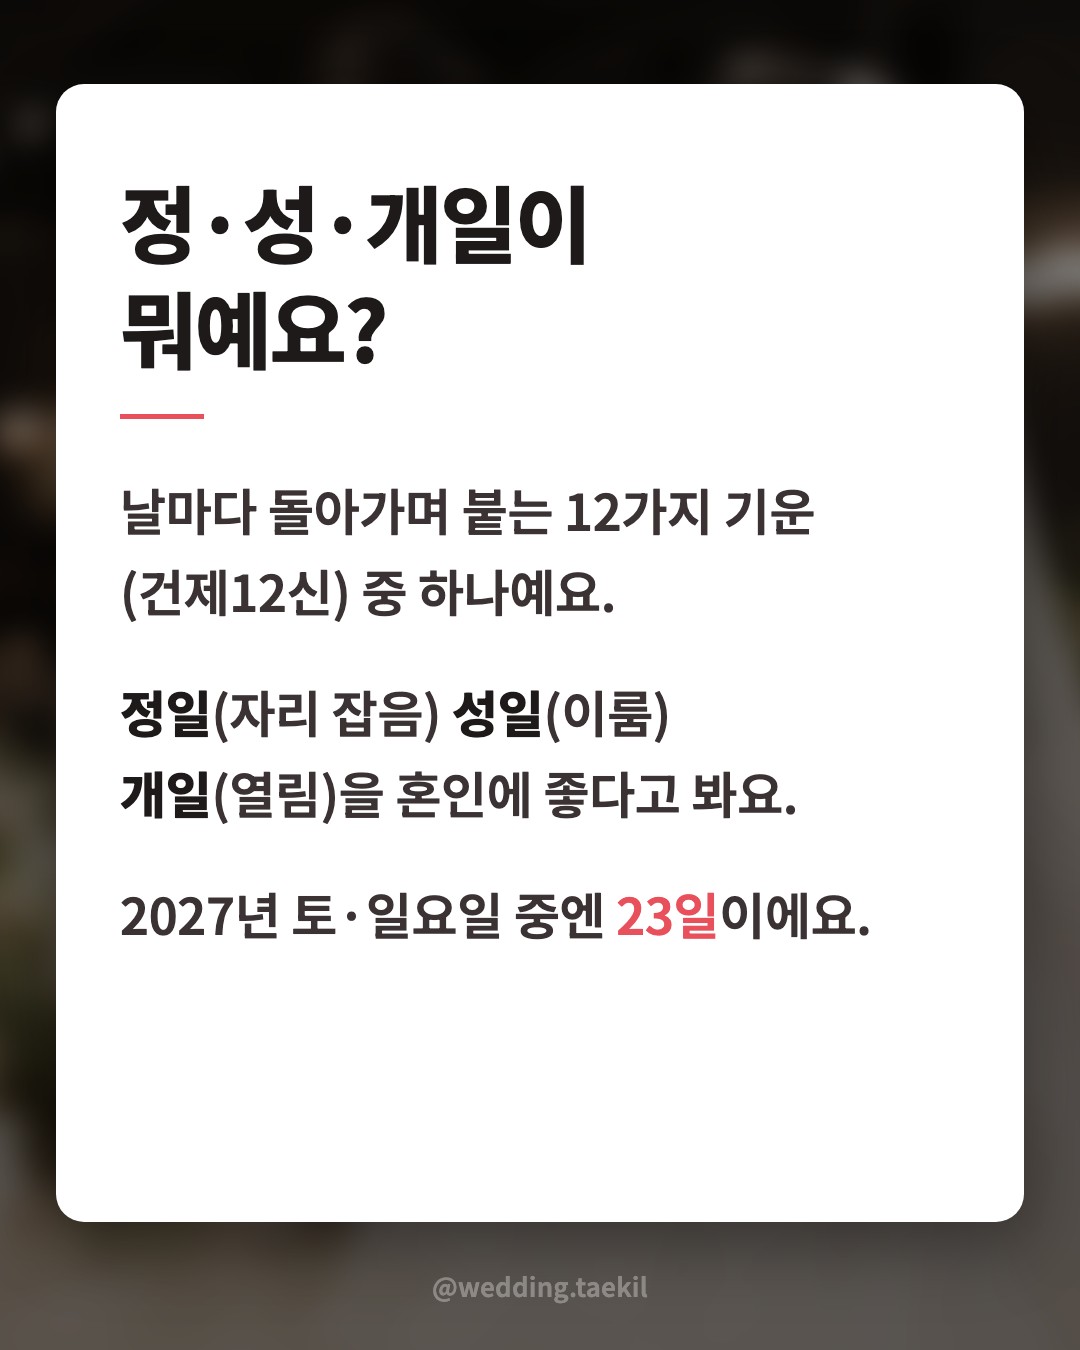 정·성·개일이
뭐예요?
날마다 돌아가며 붙는 12가지 기운
(건제12신) 중 하나예요.
정일(자리 잡음) 성일(이룸)
개일(열림)을 혼인에 좋다고 봐요.
2027년 토·일요일 중엔 23일이에요.
@wedding.taekil